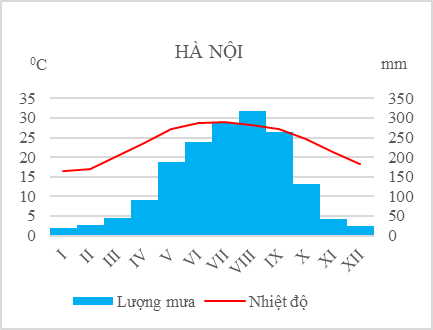 HÀ NỘI
⁰C mm
35 350
30 300
25 250
20 200
15 150
10 100
5 50
0 0
I II III IV V VI VII VIII IX X XI XII
Lượng mưa Nhiệt độ